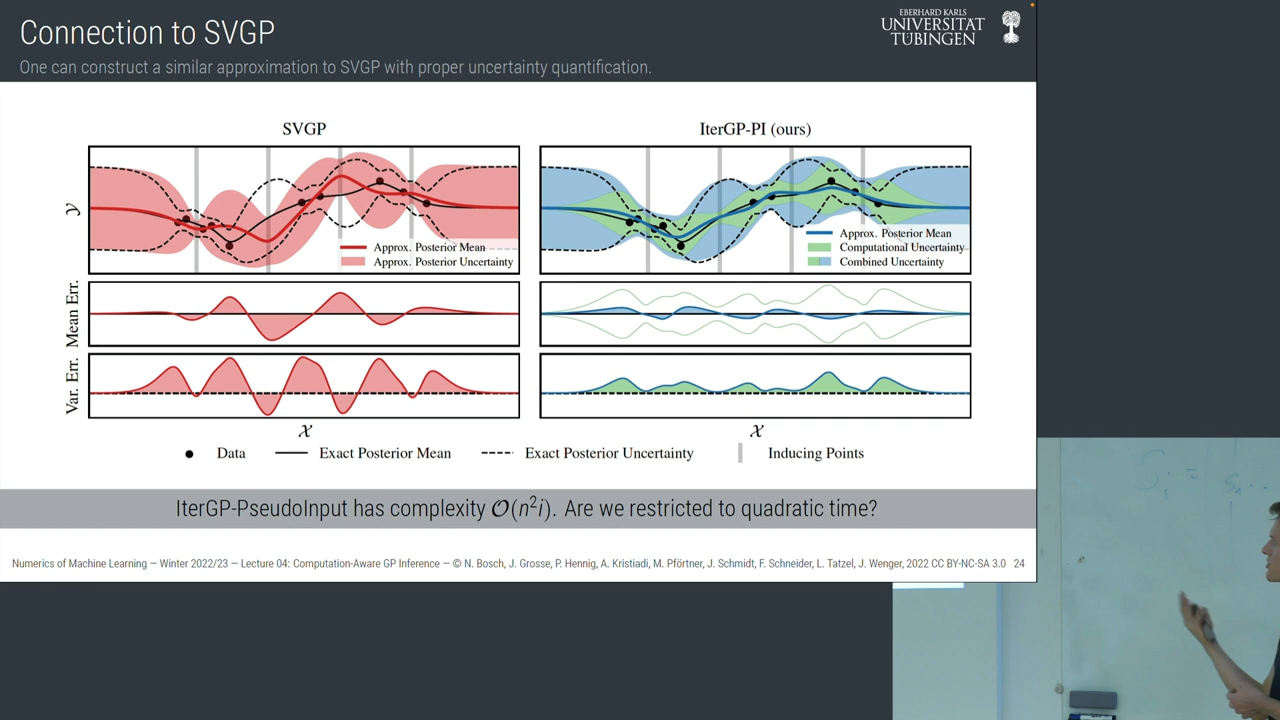 Connection to SVGP
One can construct a similar approximation to SVGP with proper uncertainty quantification.
EBERHARD KARLS
UNIVERSITÄT
TÜBINGEN
SVGP
IterGP-PI (ours)
𝒴
Approx. Posterior Mean
Approx. Posterior Uncertainty
Approx. Posterior Mean
Computational Uncertainty
Combined Uncertainty
Mean Err.
Var. Err.
𝒳
𝒳
Data
Exact Posterior Mean
Exact Posterior Uncertainty
Inducing Points
IterGP-PseudoInput has complexity 𝒪(n²i). Are we restricted to quadratic time?
Numerics of Machine Learning — Winter 2022/23 — Lecture 04: Computation-Aware GP Inference — © N. Bosch, J. Grosse, P. Hennig, A. Kristiadi, M. Pförtner, J. Schmidt, F. Schneider, L. Tatzel, J. Wenger, 2022 CC BY-NC-SA 3.0 24